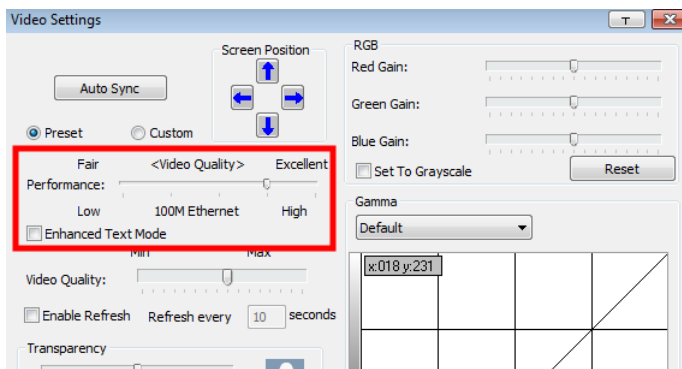 Video Settings
T
Auto Sync
Screen Position
Preset
Custom
Fair <Video Quality> Excellent
Performance:
Low 100M Ethernet High
Enhanced Text Mode
Min Max
Video Quality:
Enable Refresh Refresh every 10 seconds
Transparency
RGB
Red Gain:
Green Gain:
Blue Gain:
Set To Grayscale
Reset
Gamma
Default
x:018 y:231